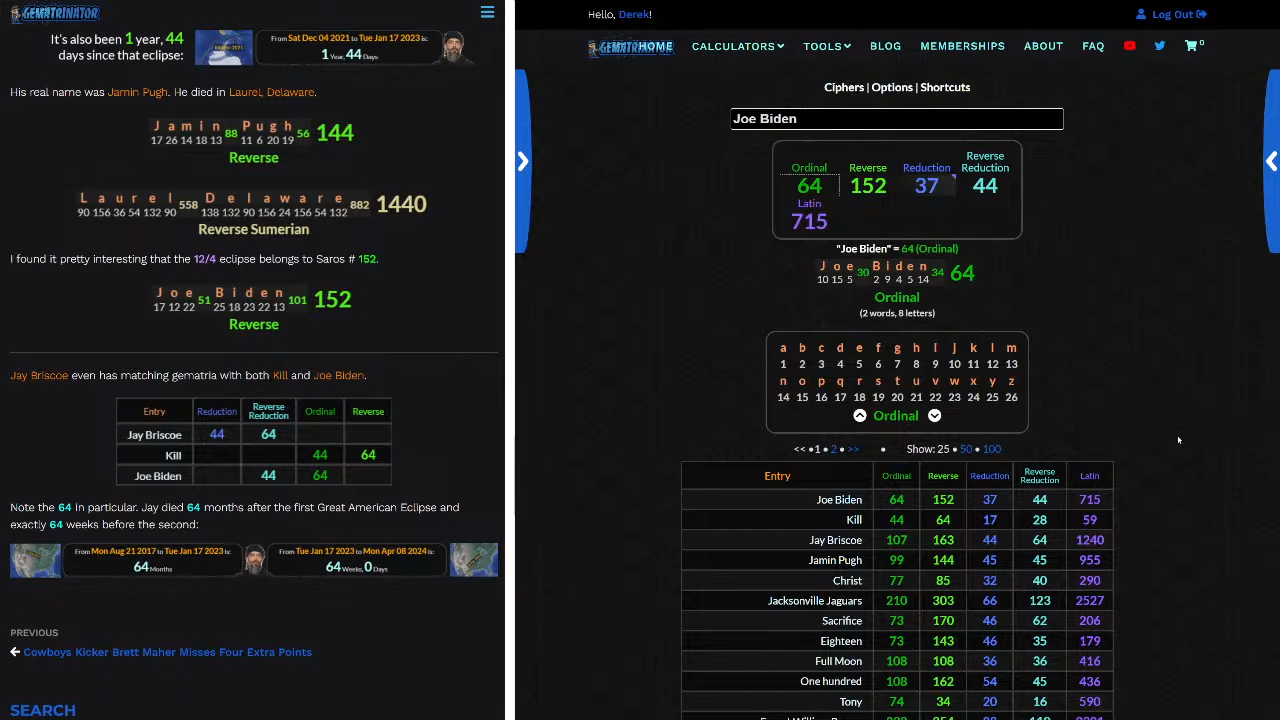 GEMATRINATOR
It's also been 1 year, 44
days since that eclipse:
From Sat Dec 04 2021 to Tue Jan 17 2023 is:
1 Year, 44 Days
His real name was Jamin Pugh. He died in Laurel, Delaware.
J a m i n 88 P u g h 56 144
17 26 14 18 13 11 6 20 19
Reverse
L a u r e l 558 D e l a w a r e 882 1440
90 156 36 54 132 90 138 132 90 156 24 156 54 132
Reverse Sumerian
I found it pretty interesting that the 12/4 eclipse belongs to Saros # 152.
J o e 51 B i d e n 101 152
17 12 22 25 18 23 22 13
Reverse
Jay Briscoe even has matching gematria with both Kill and Joe Biden.
Entry Reduction Reverse Reduction Ordinal Reverse
Jay Briscoe 44 64
Kill 44 64
Joe Biden 44 64
Note the 64 in particular. Jay died 64 months after the first Great American Eclipse and
exactly 64 weeks before the second:
From Mon Aug 21 2017 to Tue Jan 17 2023 is:
64 Months
From Tue Jan 17 2023 to Mon Apr 08 2024 is:
64 Weeks, 0 Days
PREVIOUS
Cowboys Kicker Brett Maher Misses Four Extra Points
SEARCH
Hello, Derek!
Log Out
GEMATRINATOR HOME CALCULATORS TOOLS BLOG MEMBERSHIPS ABOUT FAQ 0
Ciphers | Options | Shortcuts
Joe Biden
Ordinal Reverse Reduction Reverse Reduction
64 152 37 44
Latin
715
"Joe Biden" = 64 (Ordinal)
J o e 30 B i d e n 34 64
10 15 5 2 9 4 5 14
Ordinal
(2 words, 8 letters)
a b c d e f g h i j k l m
1 2 3 4 5 6 7 8 9 10 11 12 13
n o p q r s t u v w x y z
14 15 16 17 18 19 20 21 22 23 24 25 26
Ordinal
<< • 1 • 2 • >> • Show: 25 • 50 • 100
Entry Ordinal Reverse Reduction Reverse Reduction Latin
Joe Biden 64 152 37 44 715
Kill 44 64 17 28 59
Jay Briscoe 107 163 44 64 1240
Jamin Pugh 99 144 45 45 955
Christ 77 85 32 40 290
Jacksonville Jaguars 210 303 66 123 2527
Sacrifice 73 170 46 62 206
Eighteen 73 143 46 35 179
Full Moon 108 108 36 36 416
One hundred 108 162 54 45 436
Tony 74 34 20 16 590